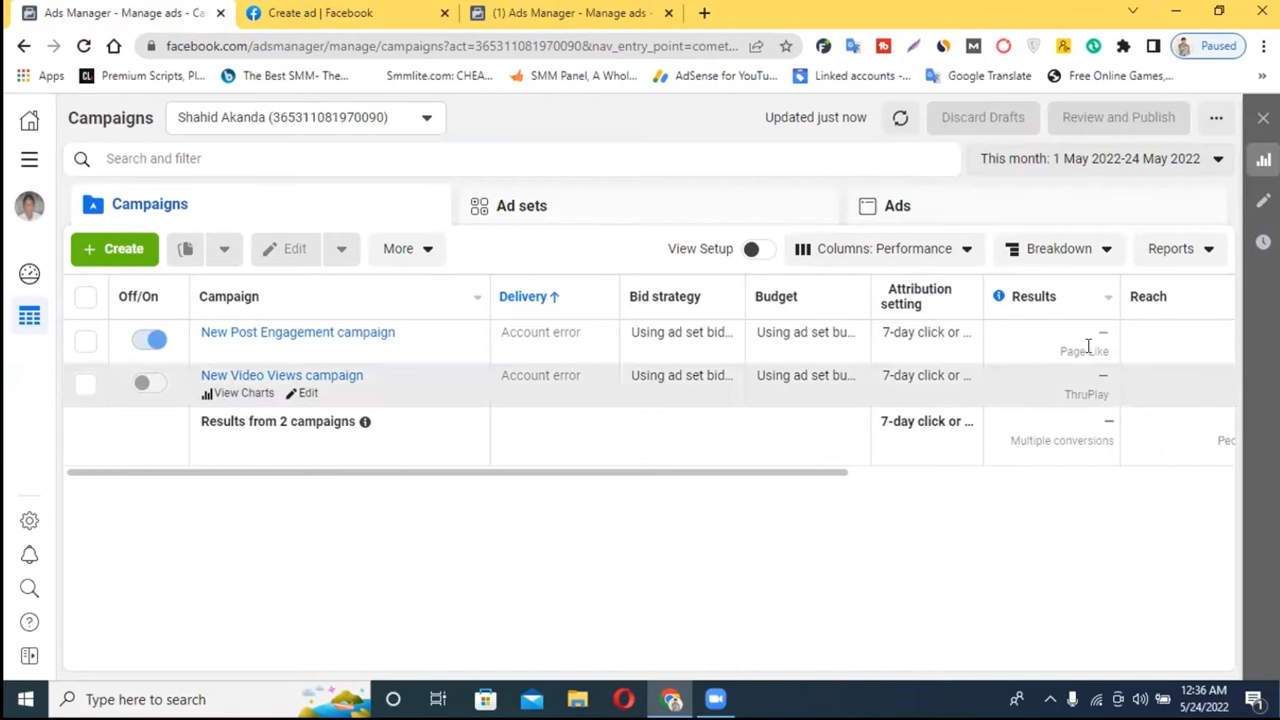 Ads Manager - Manage ads - Ca
Create ad | Facebook
(1) Ads Manager - Manage ads -
facebook.com/adsmanager/manage/campaigns?act=365311081970090&nav_entry_point=comet...
Paused
Apps
Premium Scripts, Pl...
The Best SMM- The...
Smmlite.com: CHEA...
SMM Panel, A Whol...
AdSense for YouTu...
Linked accounts -...
Google Translate
Free Online Games,...
Campaigns
Shahid Akanda (365311081970090)
Updated just now
Discard Drafts
Review and Publish
Search and filter
This month: 1 May 2022-24 May 2022
Campaigns
Ad sets
Ads
+ Create
Edit
More
View Setup
Columns: Performance
Breakdown
Reports
Off/On
Campaign
Delivery ↑
Bid strategy
Budget
Attribution
setting
Results
Reach
New Post Engagement campaign
Account error
Using ad set bid...
Using ad set bu...
7-day click or ...
—
Page Like
New Video Views campaign
Account error
Using ad set bid...
Using ad set bu...
7-day click or ...
—
View Charts
Edit
ThruPlay
Results from 2 campaigns
7-day click or ...
—
Multiple conversions
Peo
Type here to search
12:36 AM
5/24/2022